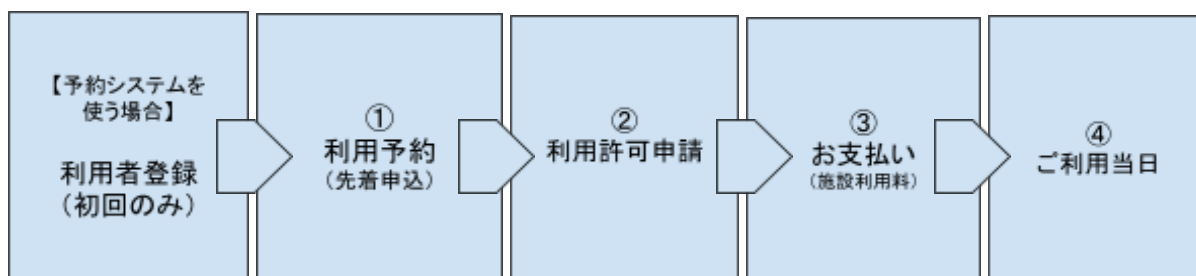 【予約システムを
使う場合】
利用者登録
（初回のみ）
①
利用予約
（先着申込）
②
利用許可申請
③
お支払い
（施設利用料）
④
ご利用当日